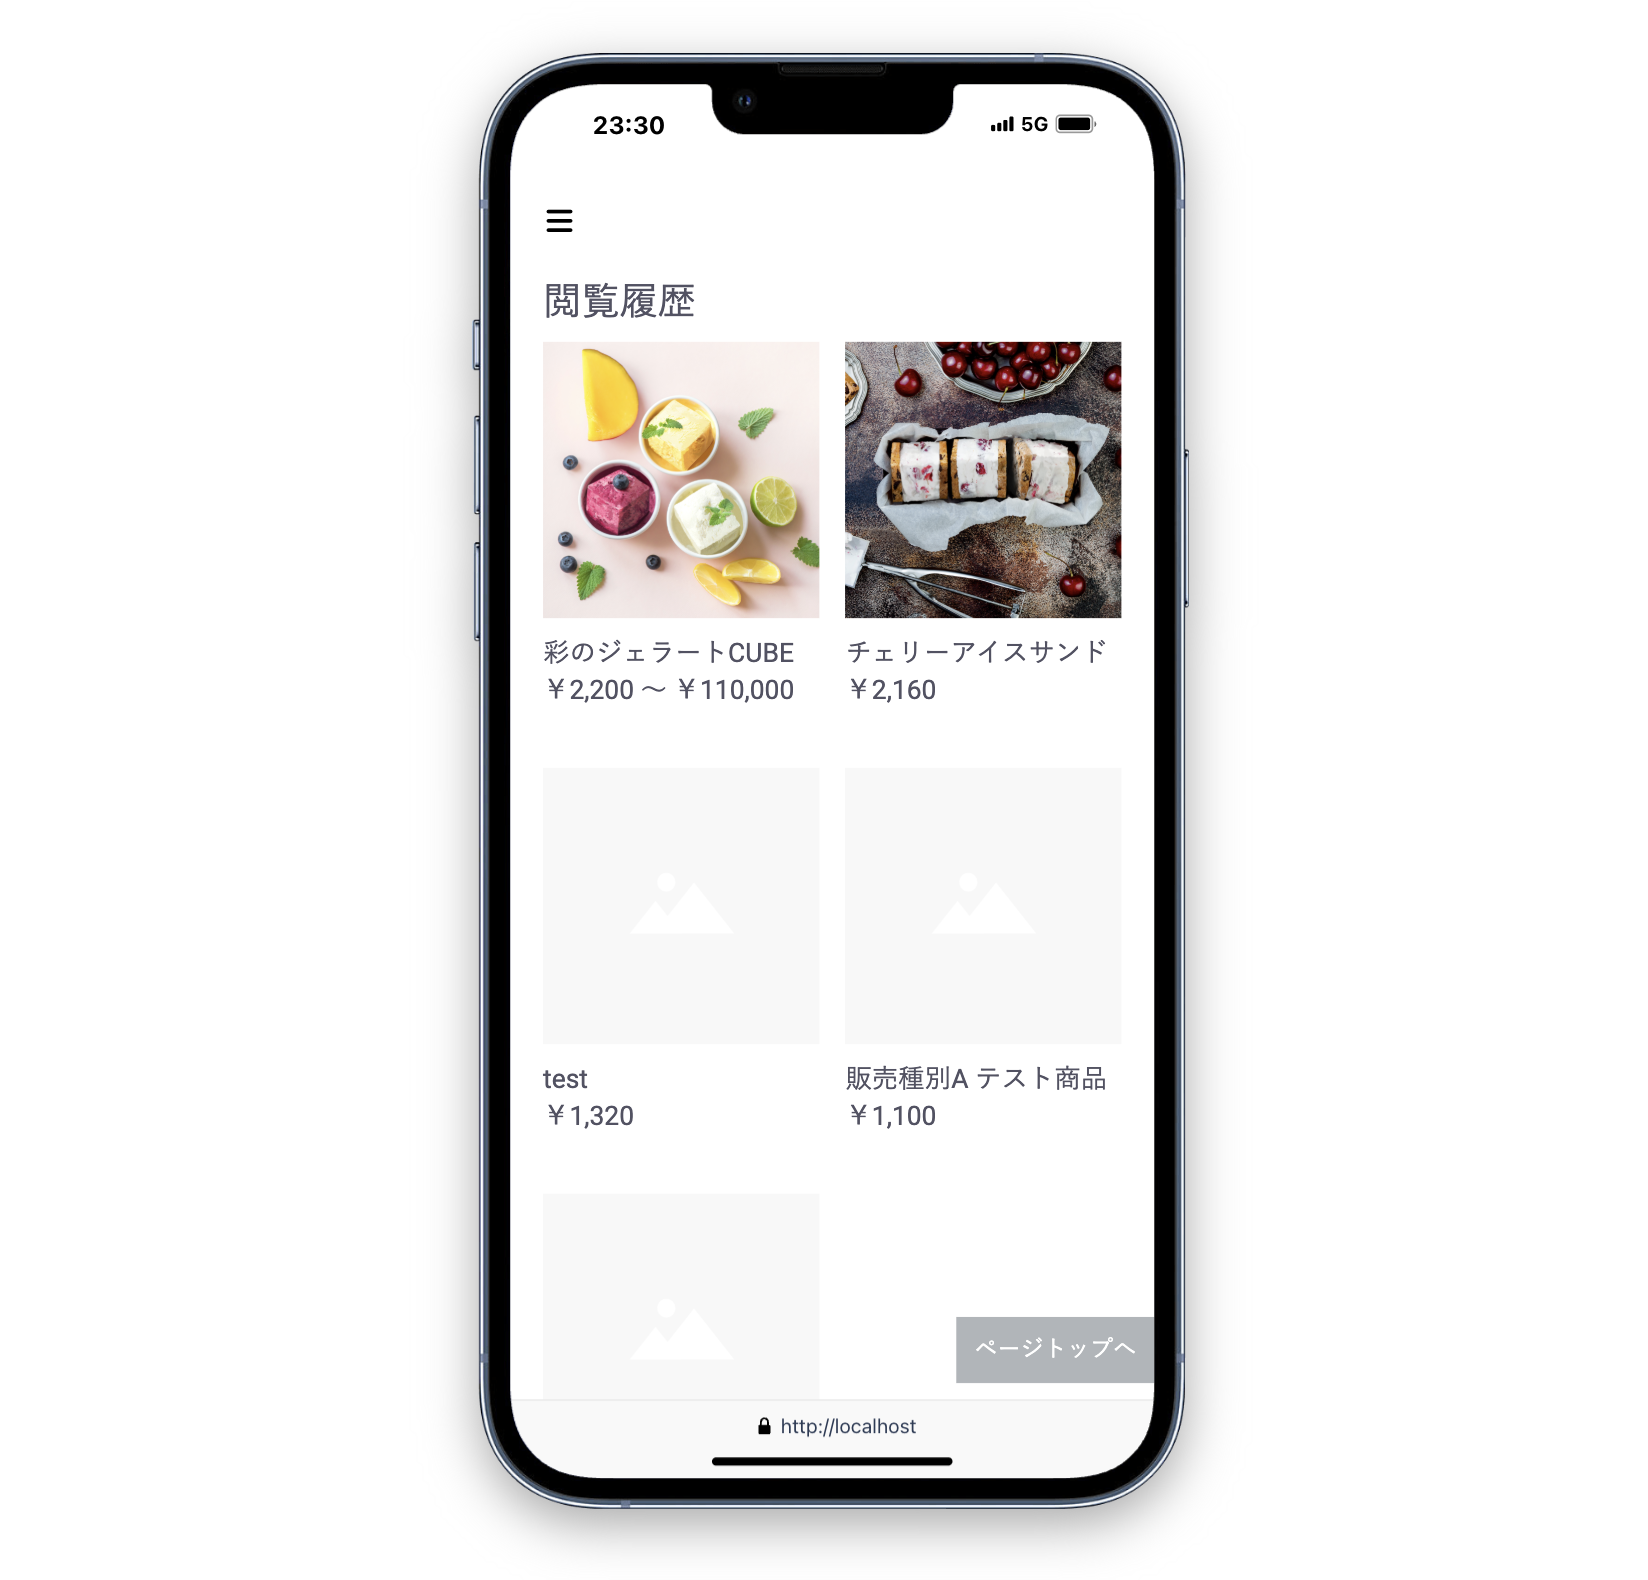 23:30
5G
閲覧履歴
彩のジェラートCUBE
￥2,200 ～ ￥110,000
チェリーアイスサンド
￥2,160
test
￥1,320
販売種別A テスト商品
￥1,100
ページトップへ
http://localhost